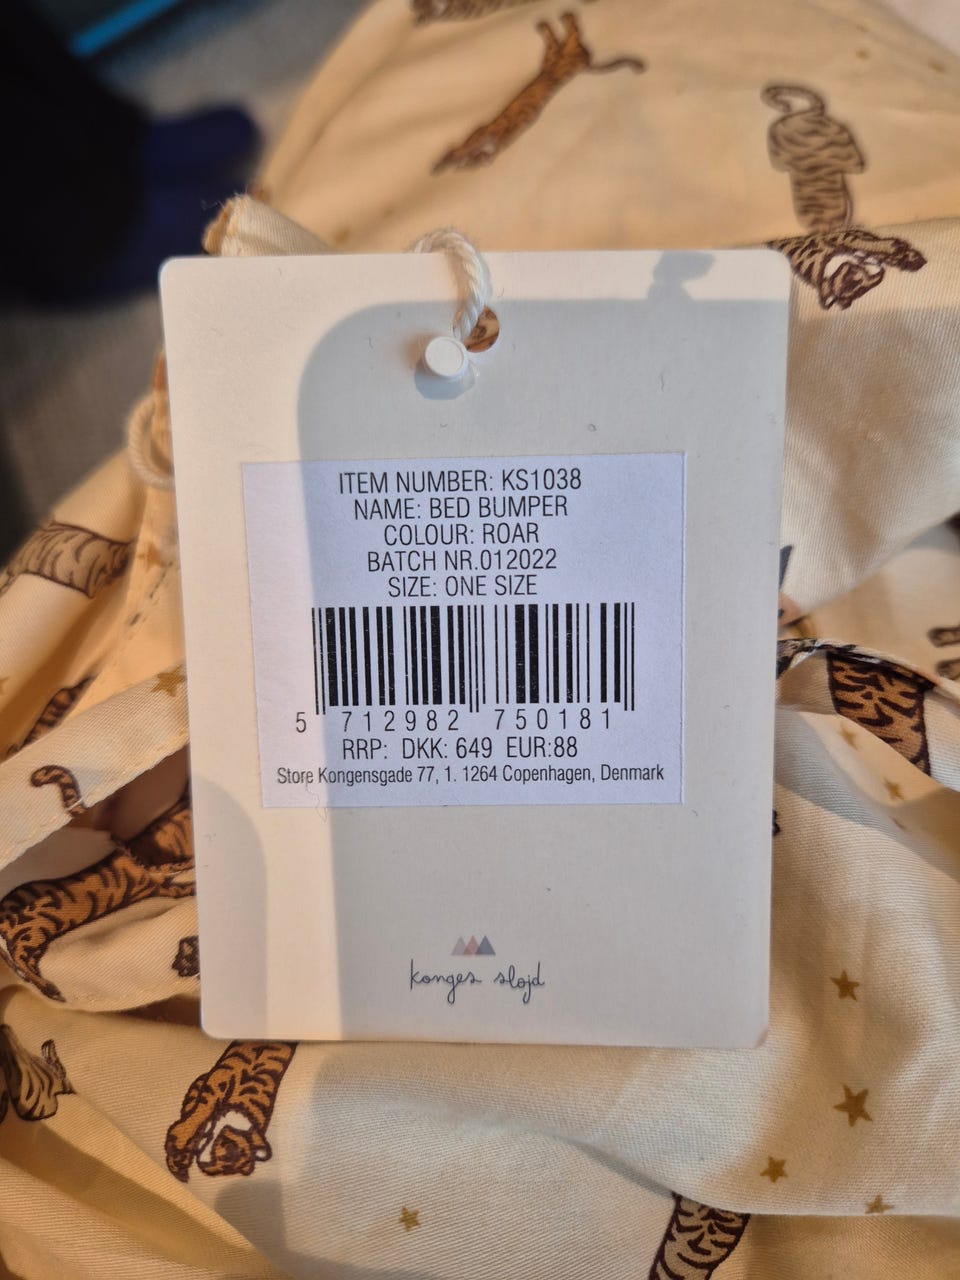 ITEM NUMBER: KS1038
NAME: BED BUMPER
COLOUR: ROAR
BATCH NR.012022
SIZE: ONE SIZE
5 712982 750181
RRP: DKK: 649 EUR:88
Store Kongensgade 77, 1. 1264 Copenhagen, Denmark
konges sløjd